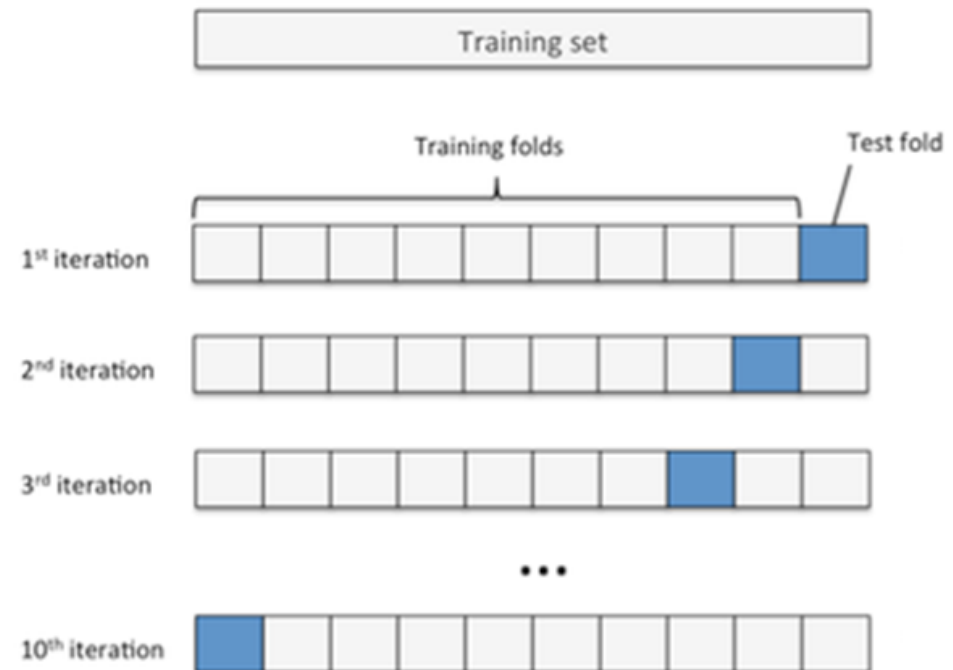 Training set
Training folds
Test fold
1st iteration
2nd iteration
3rd iteration
...
10th iteration